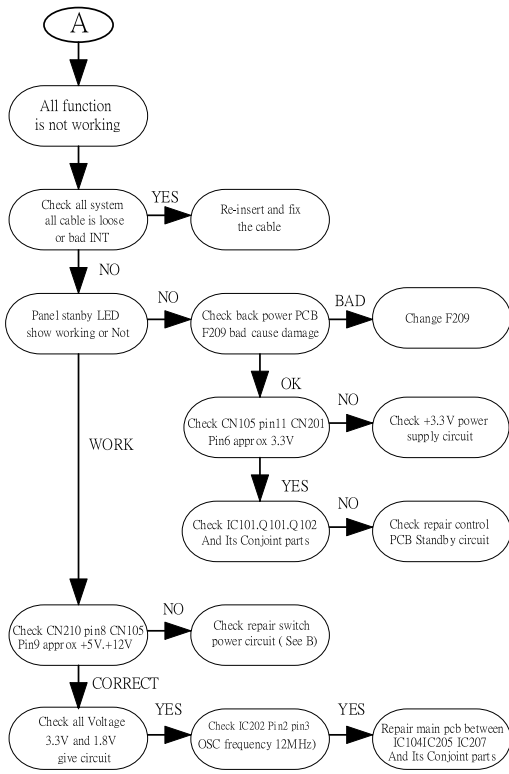 A
All function
is not working
Check all system
all cable is loose
or bad INT
YES
Re-insert and fix
the cable
NO
Panel stanby LED
show working or Not
NO
Check back power PCB
F209 bad cause damage
BAD
Change F209
OK
Check CN105 pin11 CN201
Pin6 approx 3.3V
NO
Check +3.3V power
supply circuit
WORK
YES
Check IC101.Q101.Q102
And Its Conjoint parts
NO
Check repair control
PCB Standby circuit
Check CN210 pin8 CN105
Pin9 approx +5V.+12V
NO
Check repair switch
power circuit ( See B)
CORRECT
Check all Voltage
3.3V and 1.8V
give circuit
YES
Check IC202 Pin2 pin3
OSC frequency 12MHz)
YES
Repair main pcb between
IC104IC205 IC207
And Its Conjoint parts